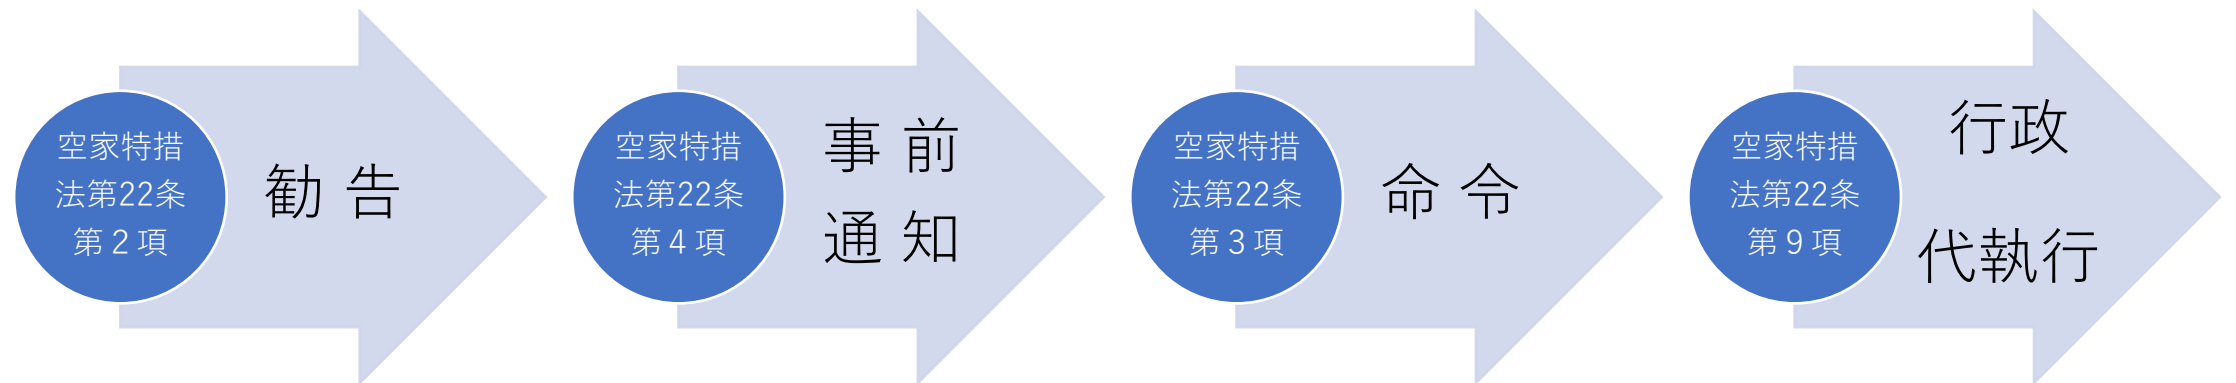 空家特措
法第22条
第２項
勧 告
空家特措
法第22条
第４項
事 前
通 知
空家特措
法第22条
第３項
命 令
空家特措
法第22条
第９項
行政
代執行